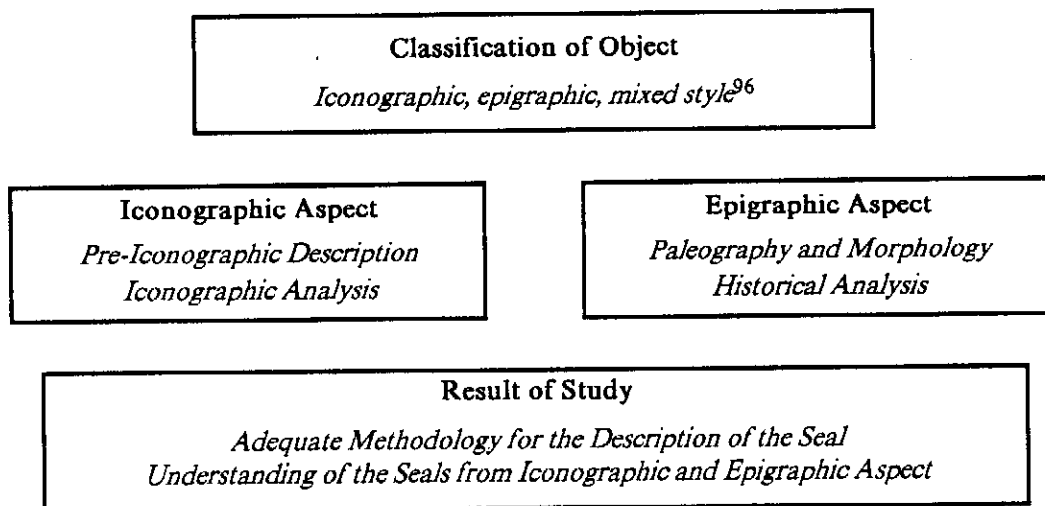 Classification of Object
Iconographic, epigraphic, mixed style96
Iconographic Aspect
Pre-Iconographic Description
Iconographic Analysis
Epigraphic Aspect
Paleography and Morphology
Historical Analysis
Result of Study
Adequate Methodology for the Description of the Seal
Understanding of the Seals from Iconographic and Epigraphic Aspect